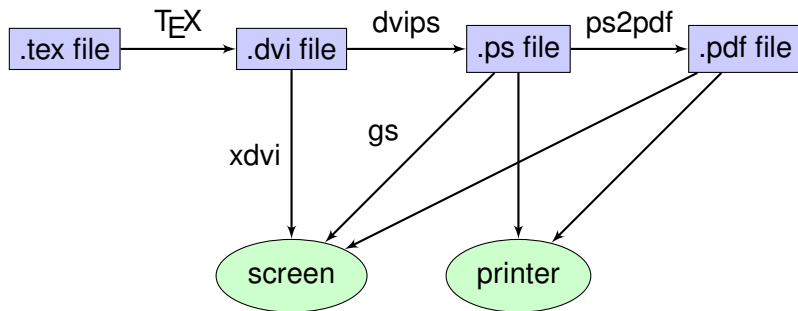 TEX
dvips
ps2pdf
.tex file
.dvi file
.ps file
.pdf file
xdvi
gs
screen
printer